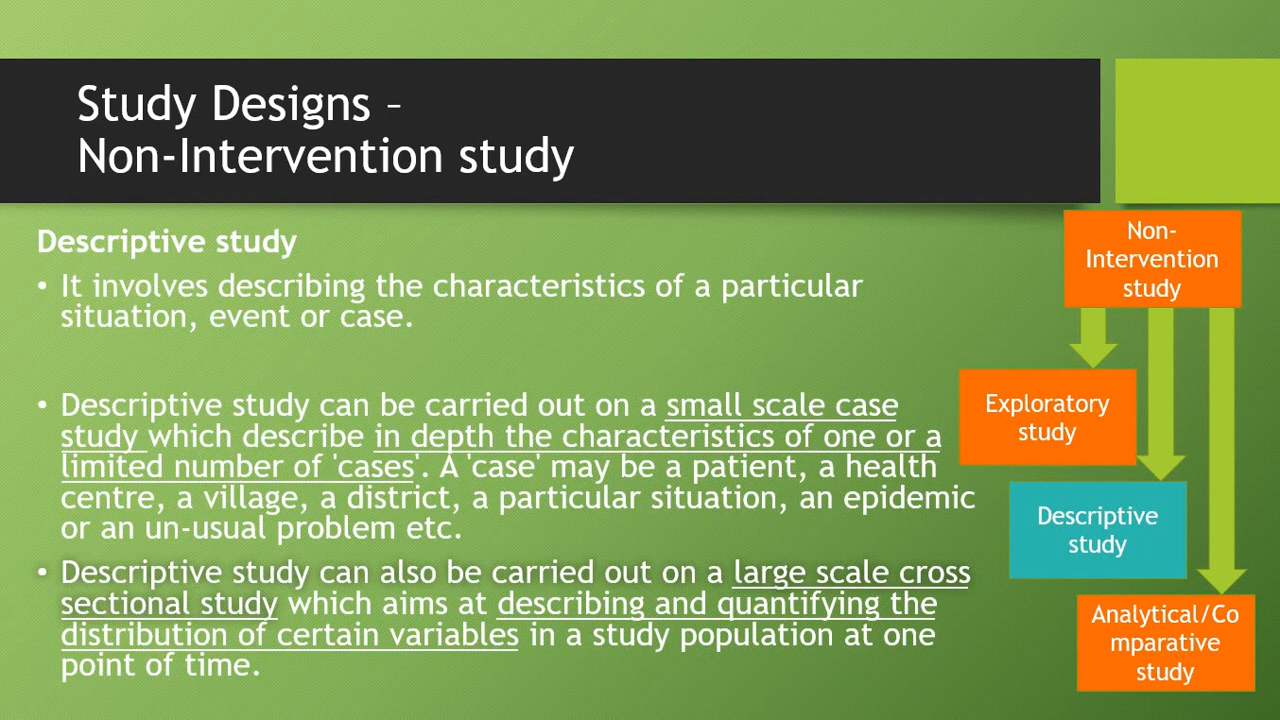 Study Designs –
Non-Intervention study
Descriptive study
• It involves describing the characteristics of a particular
situation, event or case.
• Descriptive study can be carried out on a small scale case
study which describe in depth the characteristics of one or a
limited number of 'cases'. A 'case' may be a patient, a health
centre, a village, a district, a particular situation, an epidemic
or an un-usual problem etc.
• Descriptive study can also be carried out on a large scale cross
sectional study which aims at describing and quantifying the
distribution of certain variables in a study population at one
point of time.
Non-
Intervention
study
Exploratory
study
Descriptive
study
Analytical/Co
mparative
study